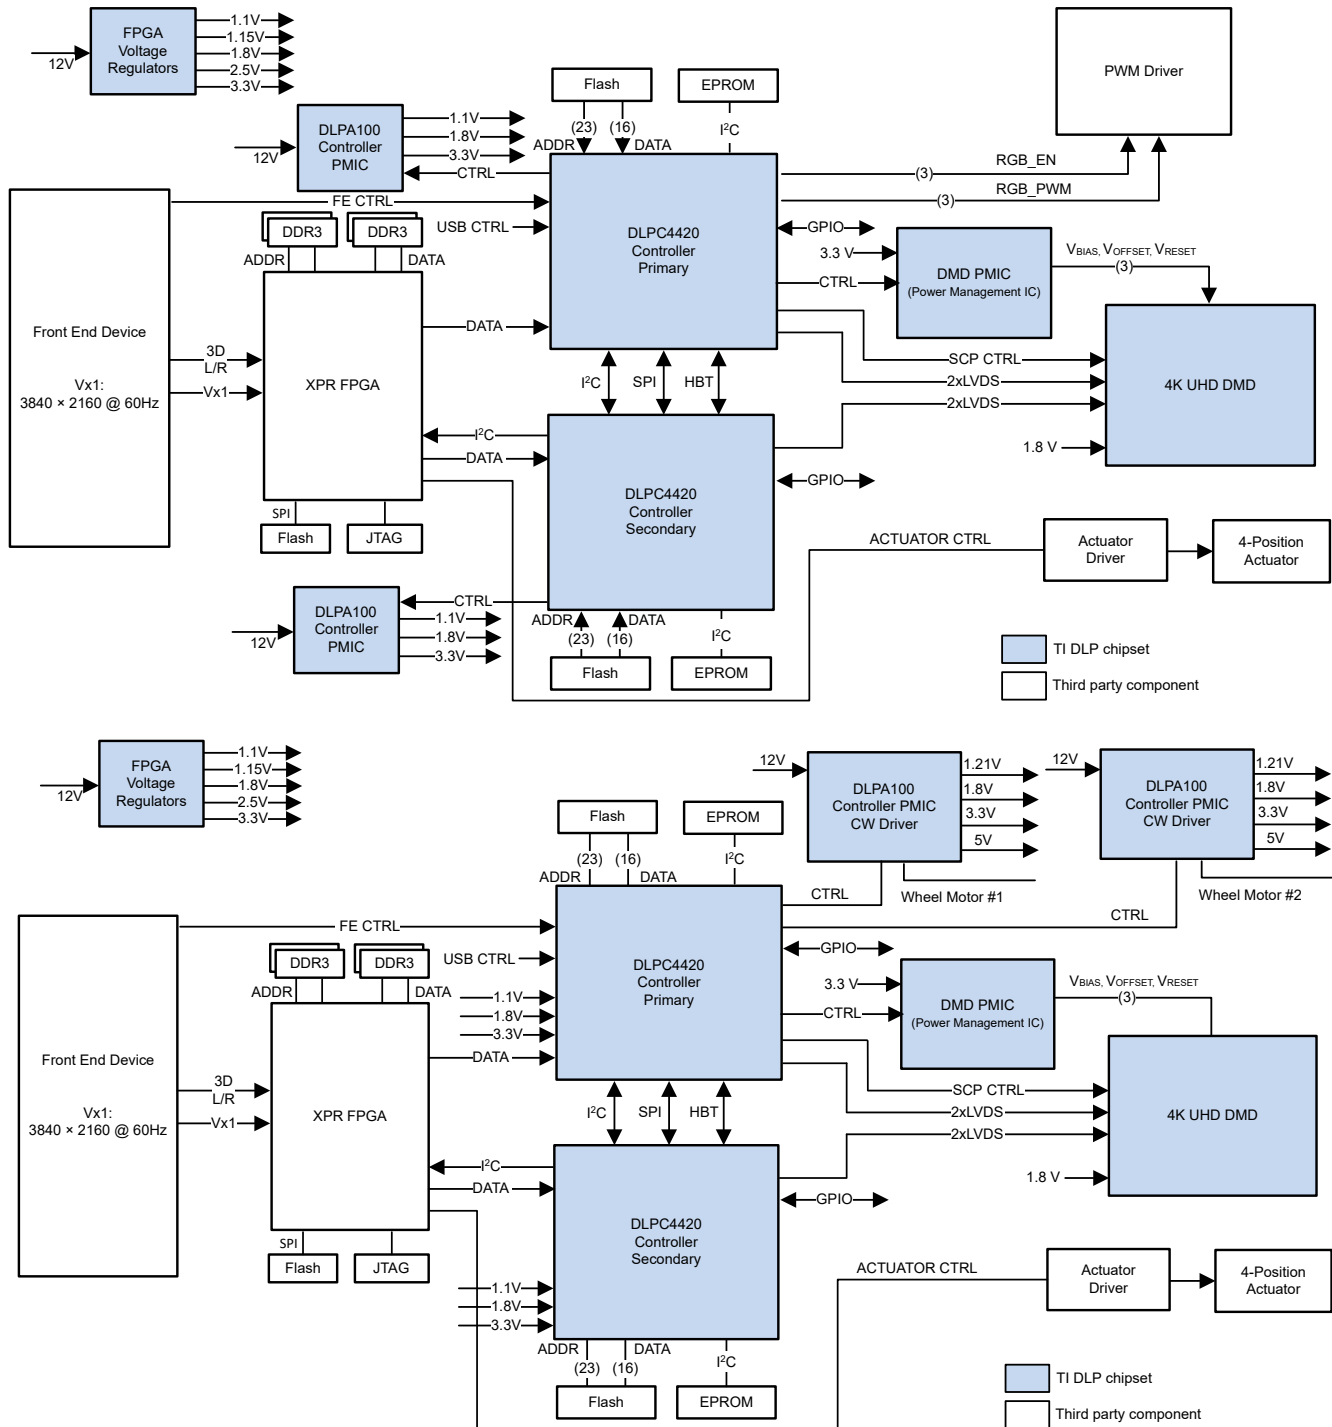 FPGA
Voltage
Regulators
12V
1.1V
1.15V
1.8V
2.5V
3.3V
DLPA100
Controller
PMIC
12V
1.1V
1.8V
3.3V
CTRL
Flash
(23)
(16)
ADDR
DATA
EPROM
I²C
PWM Driver
RGB_EN
(3)
RGB_PWM
(3)
FE CTRL
USB CTRL
DLPC4420
Controller
Primary
GPIO
3.3 V
CTRL
DMD PMIC
(Power Management IC)
VBIAS, VOFFSET, VRESET
(3)
DDR3
DDR3
ADDR
DATA
Front End Device
Vx1:
3840 × 2160 @ 60Hz
3D
L/R
Vx1
XPR FPGA
DATA
I²C
SPI
HBT
SCP CTRL
2xLVDS
2xLVDS
4K UHD DMD
1.8 V
I²C
DATA
DLPC4420
Controller
Secondary
GPIO
SPI
Flash
JTAG
ACTUATOR CTRL
Actuator
Driver
4-Position
Actuator
DLPA100
Controller
PMIC
12V
CTRL
1.1V
1.8V
3.3V
ADDR
DATA
(23)
(16)
Flash
I²C
EPROM
TI DLP chipset
Third party component
FPGA
Voltage
Regulators
12V
1.1V
1.15V
1.8V
2.5V
3.3V
12V
DLPA100
Controller PMIC
CW Driver
1.21V
1.8V
3.3V
5V
12V
DLPA100
Controller PMIC
CW Driver
1.21V
1.8V
3.3V
5V
Flash
(23)
(16)
ADDR
DATA
EPROM
I²C
CTRL
Wheel Motor #1
CTRL
Wheel Motor #2
FE CTRL
USB CTRL
1.1V
1.8V
3.3V
DATA
DLPC4420
Controller
Primary
GPIO
3.3 V
CTRL
DMD PMIC
(Power Management IC)
VBIAS, VOFFSET, VRESET
(3)
DDR3
DDR3
ADDR
DATA
Front End Device
Vx1:
3840 × 2160 @ 60Hz
3D
L/R
Vx1
XPR FPGA
I²C
SPI
HBT
SCP CTRL
2xLVDS
2xLVDS
4K UHD DMD
1.8 V
I²C
DATA
DLPC4420
Controller
Secondary
GPIO
SPI
Flash
JTAG
1.1V
1.8V
3.3V
ACTUATOR CTRL
Actuator
Driver
4-Position
Actuator
ADDR
DATA
(23)
(16)
Flash
I²C
EPROM
TI DLP chipset
Third party component